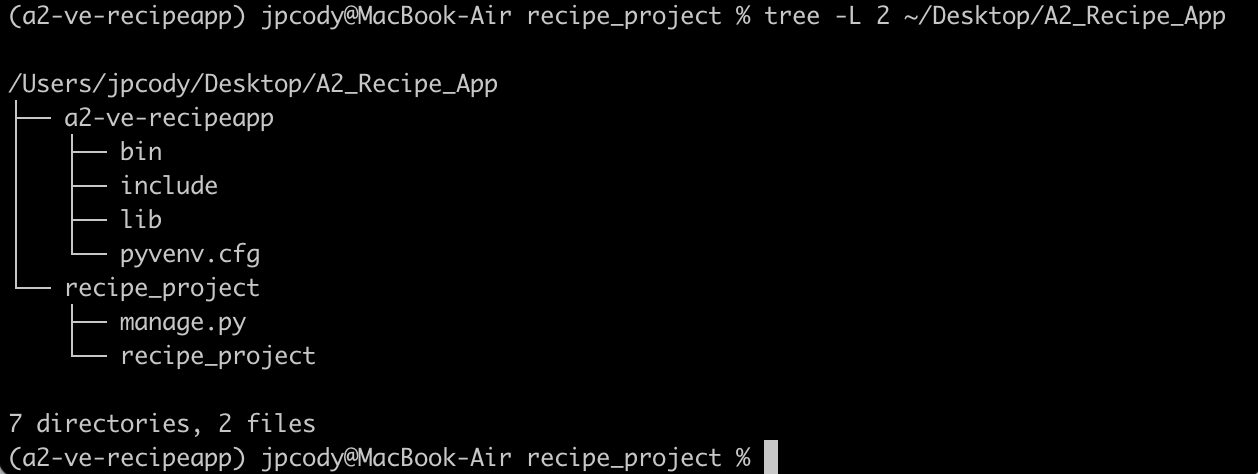 (a2-ve-recipeapp) jpcody@MacBook-Air recipe_project % tree -L 2 ~/Desktop/A2_Recipe_App
/Users/jpcody/Desktop/A2_Recipe_App
├── a2-ve-recipeapp
│   ├── bin
│   ├── include
│   ├── lib
│   └── pyvenv.cfg
└── recipe_project
    ├── manage.py
    └── recipe_project
7 directories, 2 files
(a2-ve-recipeapp) jpcody@MacBook-Air recipe_project %